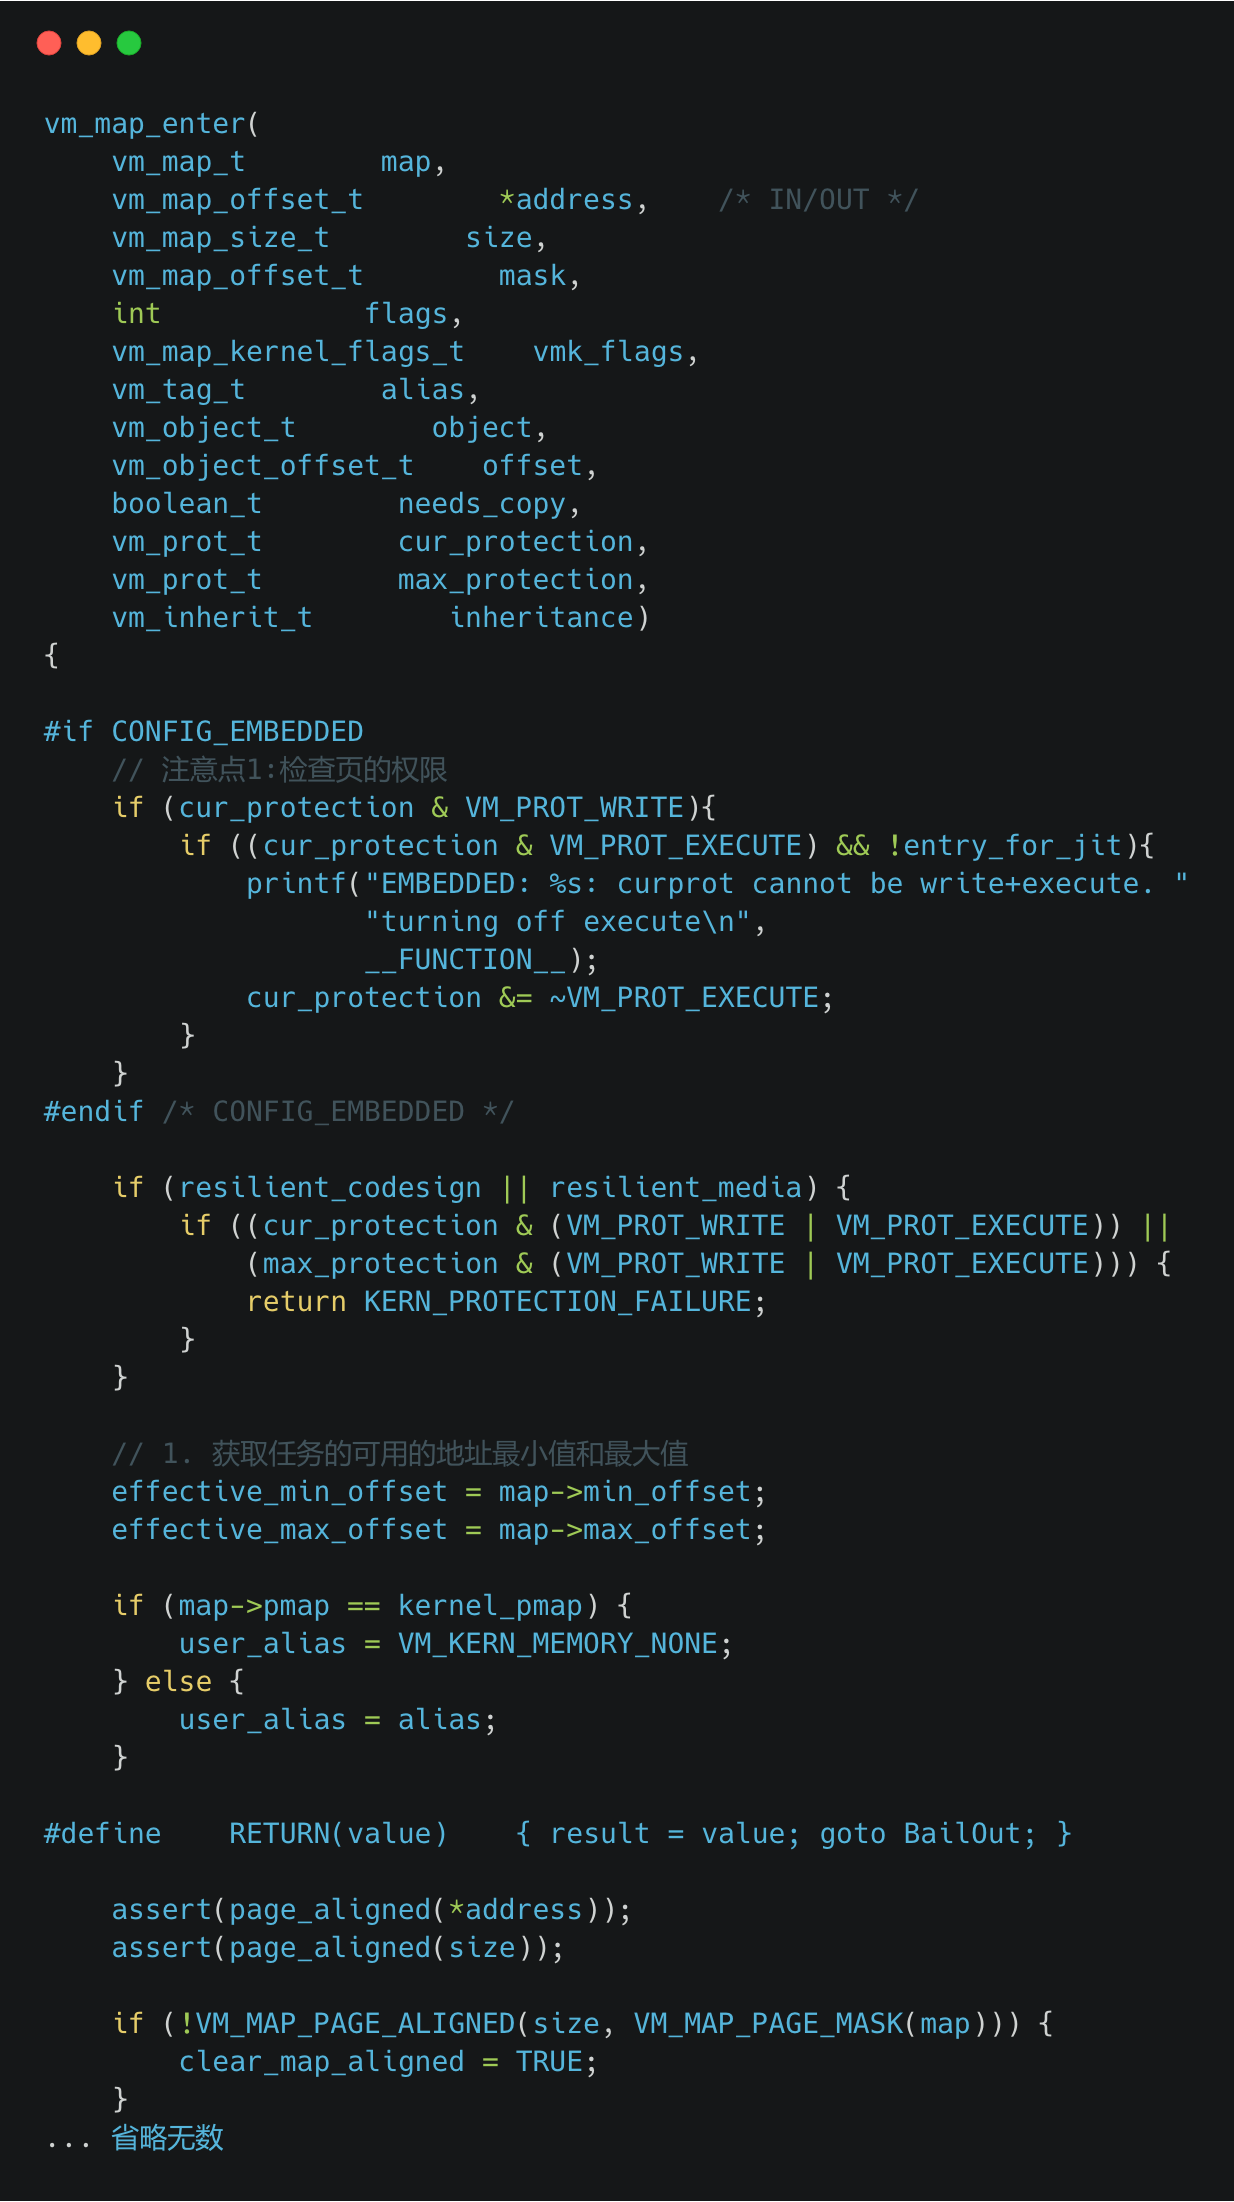 vm_map_enter(
    vm_map_t        map,
    vm_map_offset_t        *address,    /* IN/OUT */
    vm_map_size_t        size,
    vm_map_offset_t        mask,
    int            flags,
    vm_map_kernel_flags_t    vmk_flags,
    vm_tag_t        alias,
    vm_object_t        object,
    vm_object_offset_t    offset,
    boolean_t        needs_copy,
    vm_prot_t        cur_protection,
    vm_prot_t        max_protection,
    vm_inherit_t        inheritance)
{

#if CONFIG_EMBEDDED
    // 注意点1:检查页的权限
    if (cur_protection & VM_PROT_WRITE){
        if ((cur_protection & VM_PROT_EXECUTE) && !entry_for_jit){
            printf("EMBEDDED: %s: curprot cannot be write+execute. "
                   "turning off execute\n",
                   __FUNCTION__);
            cur_protection &= ~VM_PROT_EXECUTE;
        }
    }
#endif /* CONFIG_EMBEDDED */

    if (resilient_codesign || resilient_media) {
        if ((cur_protection & (VM_PROT_WRITE | VM_PROT_EXECUTE)) ||
            (max_protection & (VM_PROT_WRITE | VM_PROT_EXECUTE))) {
            return KERN_PROTECTION_FAILURE;
        }
    }

    // 1. 获取任务的可用的地址最小值和最大值
    effective_min_offset = map->min_offset;
    effective_max_offset = map->max_offset;

    if (map->pmap == kernel_pmap) {
        user_alias = VM_KERN_MEMORY_NONE;
    } else {
        user_alias = alias;
    }

#define    RETURN(value)    { result = value; goto BailOut; }

    assert(page_aligned(*address));
    assert(page_aligned(size));

    if (!VM_MAP_PAGE_ALIGNED(size, VM_MAP_PAGE_MASK(map))) {
        clear_map_aligned = TRUE;
    }
... 省略无数